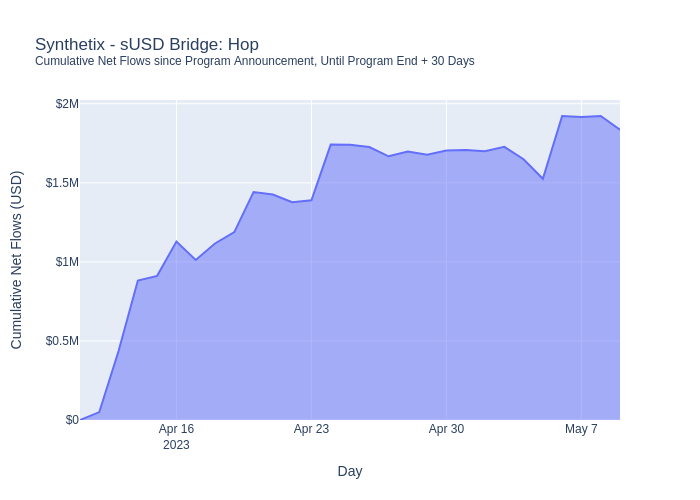 Synthetix - sUSD Bridge: Hop
Cumulative Net Flows since Program Announcement, Until Program End + 30 Days
$2M
$1.5M
$1M
$0.5M
$0
Cumulative Net Flows (USD)
Apr 16
2023
Apr 23
Apr 30
May 7
Day